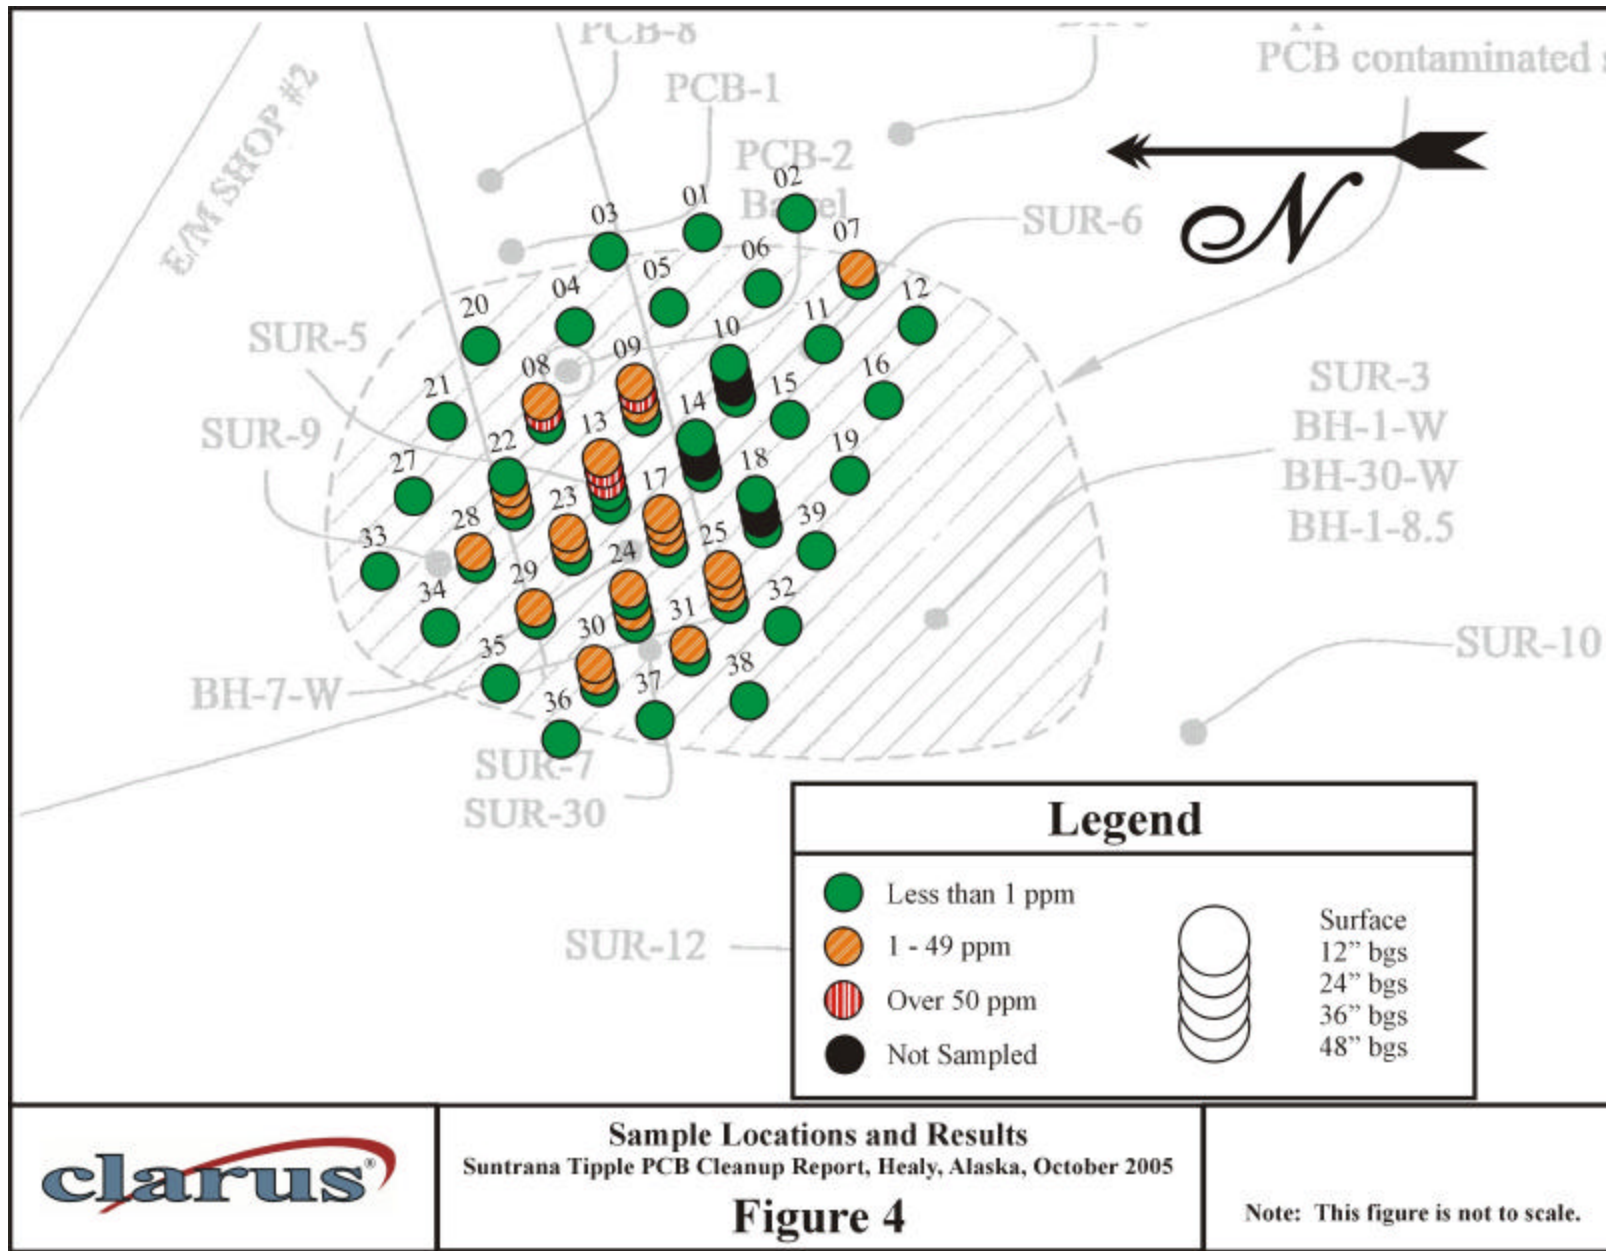 PCB-8
PCB contaminated
E/M SHOP #2
PCB-1
PCB-2
02
01
03
07
06
SUR-6
05
04
20
12
11
10
SUR-5
09
08
16
15
21
14
13
SUR-3
BH-1-W
BH-30-W
BH-1-8.5
SUR-9
22
27
19
18
17
23
28
33
39
25
24
29
34
32
31
30
35
38
37
36
SUR-10
BH-7-W
SUR-7
SUR-30
SUR-12
N
Legend
Less than 1 ppm
1 - 49 ppm
Over 50 ppm
Not Sampled
Surface
12” bgs
24” bgs
36” bgs
48” bgs
clarus®
Sample Locations and Results
Suntrana Tipple PCB Cleanup Report, Healy, Alaska, October 2005
Figure 4
Note: This figure is not to scale.